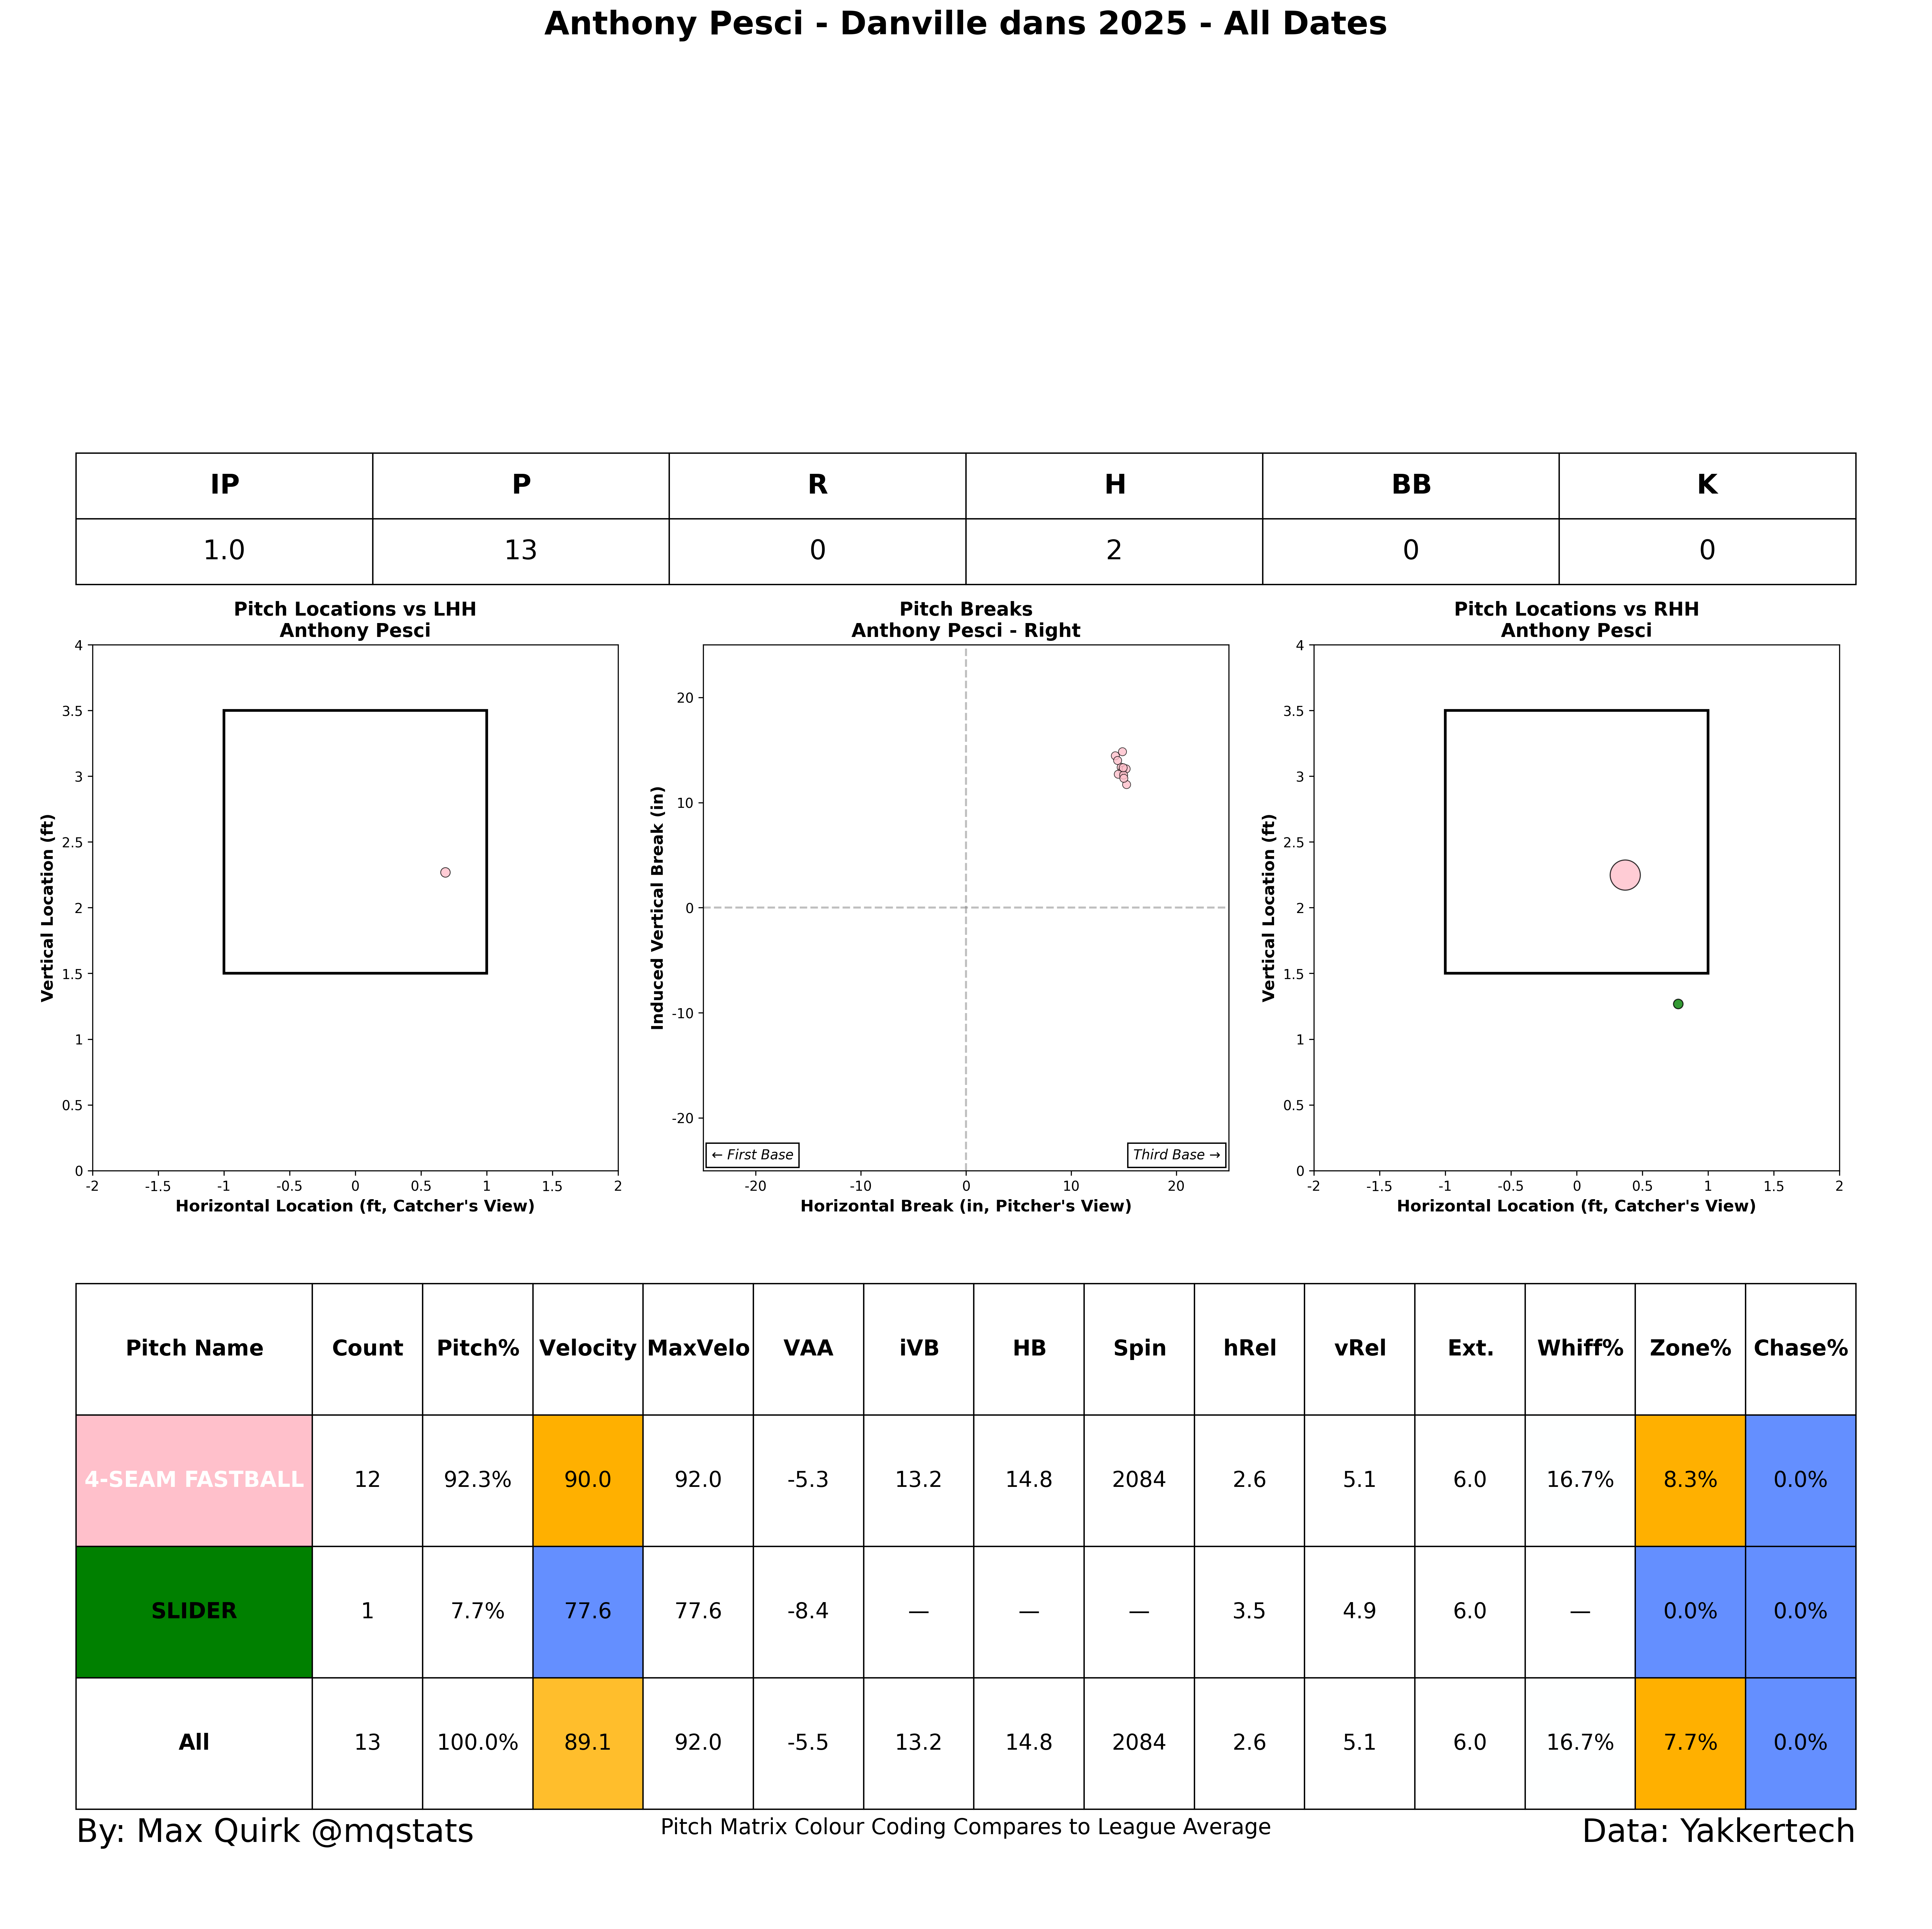 Anthony Pesci - Danville dans 2025 - All Dates
IP P R H BB K
1.0 13 0 2 0 0
Pitch Locations vs LHH
Anthony Pesci
4
3.5
3
2.5
2
1.5
1
0.5
0
Vertical Location (ft)
-2 -1.5 -1 -0.5 0 0.5 1 1.5 2
Horizontal Location (ft, Catcher's View)
Pitch Breaks
Anthony Pesci - Right
20
10
0
-10
-20
Induced Vertical Break (in)
← First Base
Third Base →
-20 -10 0 10 20
Horizontal Break (in, Pitcher's View)
Pitch Locations vs RHH
Anthony Pesci
4
3.5
3
2.5
2
1.5
1
0.5
0
Vertical Location (ft)
-2 -1.5 -1 -0.5 0 0.5 1 1.5 2
Horizontal Location (ft, Catcher's View)
Pitch Name Count Pitch% Velocity MaxVelo VAA iVB HB Spin hRel vRel Ext. Whiff% Zone% Chase%
4-SEAM FASTBALL 12 92.3% 90.0 92.0 -5.3 13.2 14.8 2084 2.6 5.1 6.0 16.7% 8.3% 0.0%
SLIDER 1 7.7% 77.6 77.6 -8.4 — — — 3.5 4.9 6.0 — 0.0% 0.0%
All 13 100.0% 89.1 92.0 -5.5 13.2 14.8 2084 2.6 5.1 6.0 16.7% 7.7% 0.0%
By: Max Quirk @mqstats
Pitch Matrix Colour Coding Compares to League Average
Data: Yakkertech